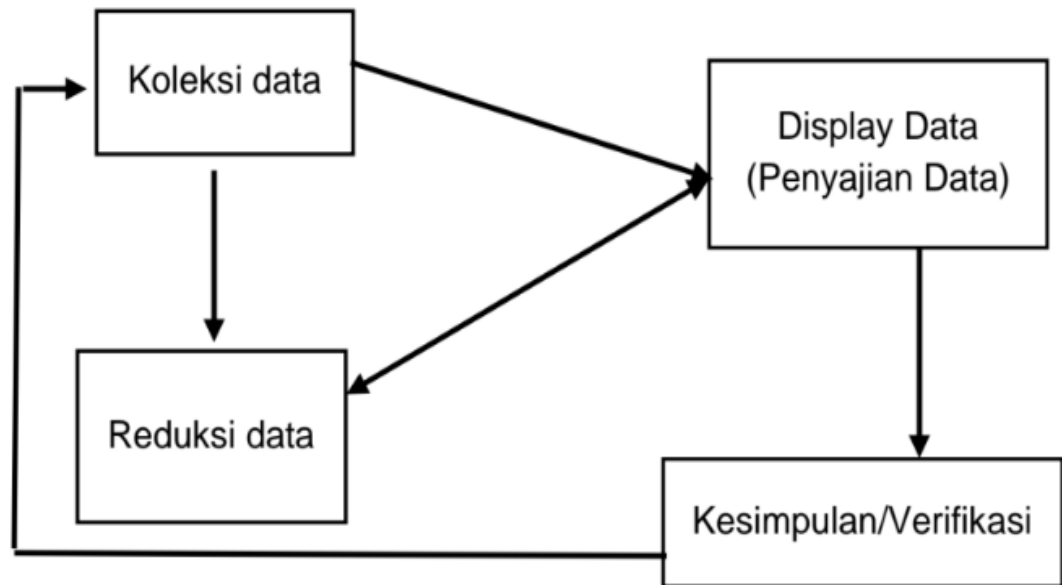 Koleksi data
Display Data
(Penyajian Data)
Reduksi data
Kesimpulan/Verifikasi